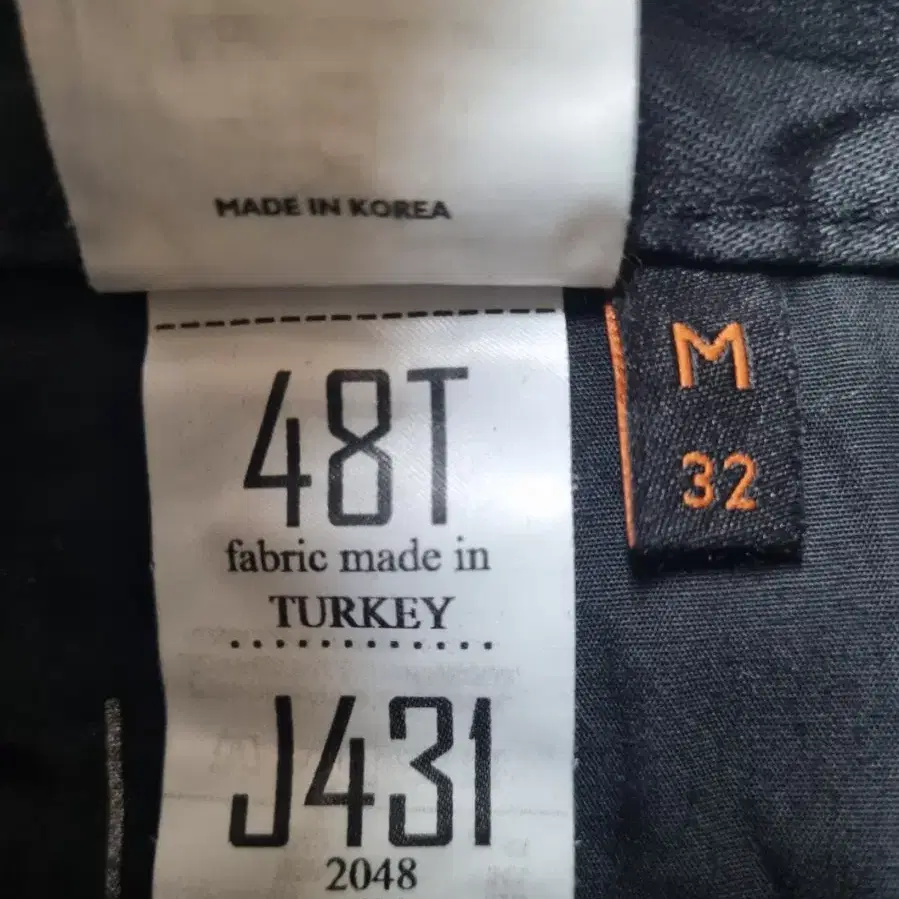 MADE IN KOREA
48T
fabric made in
TURKEY
J431
2048
M
32